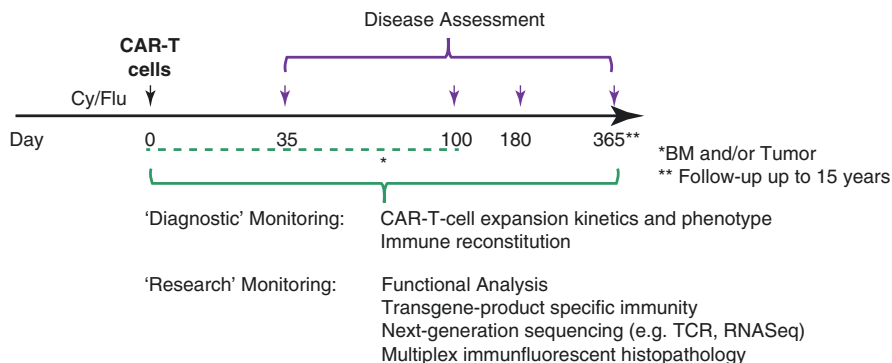 Disease Assessment
CAR-T
cells
Cy/Flu
Day 0 35 100 180 365**
*
*BM and/or Tumor
** Follow-up up to 15 years
‘Diagnostic’ Monitoring: CAR-T-cell expansion kinetics and phenotype
Immune reconstitution
‘Research’ Monitoring: Functional Analysis
Transgene-product specific immunity
Next-generation sequencing (e.g. TCR, RNASeq)
Multiplex immunfluorescent histopathology